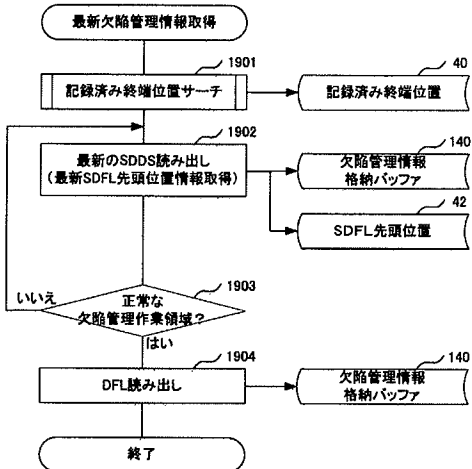 最新欠陥管理情報取得
1901
記録済み終端位置サーチ
40
記録済み終端位置
1902
最新のSDDS読み出し
(最新SDFL先頭位置情報取得)
140
欠陥管理情報
格納バッファ
42
SDFL先頭位置
1903
正常な
欠陥管理作業領域?
いいえ
はい
1904
DFL読み出し
140
欠陥管理情報
格納バッファ
終了